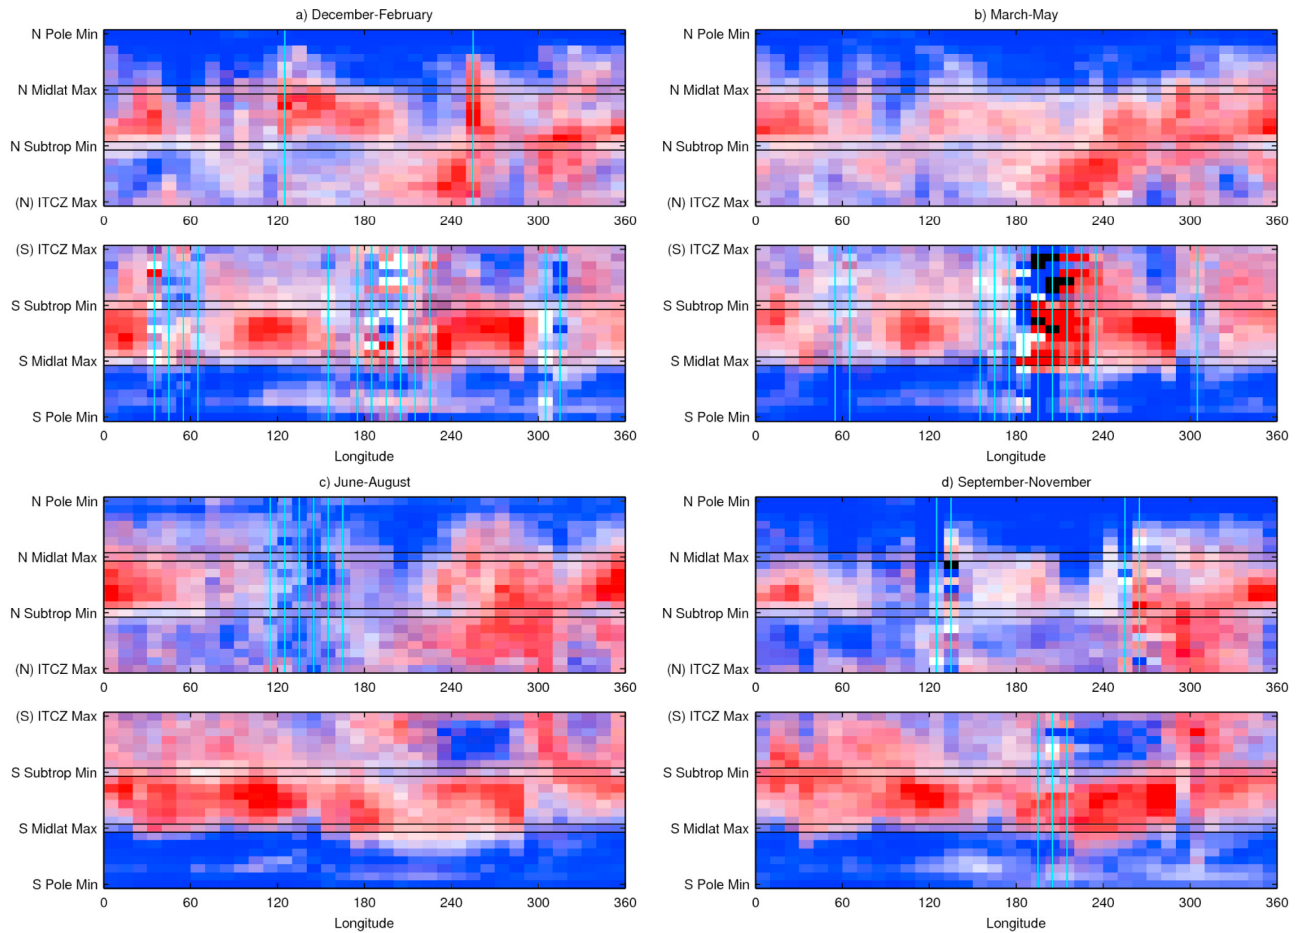 a) December-February
b) March-May
N Pole Min
N Midlat Max
N Subtrop Min
(N) ITCZ Max
0 60 120 180 240 300 360
(S) ITCZ Max
S Subtrop Min
S Midlat Max
S Pole Min
0 60 120 180 240 300 360
Longitude
N Pole Min
N Midlat Max
N Subtrop Min
(N) ITCZ Max
0 60 120 180 240 300 360
(S) ITCZ Max
S Subtrop Min
S Midlat Max
S Pole Min
0 60 120 180 240 300 360
Longitude
c) June-August
d) September-November
N Pole Min
N Midlat Max
N Subtrop Min
(N) ITCZ Max
0 60 120 180 240 300 360
(S) ITCZ Max
S Subtrop Min
S Midlat Max
S Pole Min
0 60 120 180 240 300 360
Longitude
N Pole Min
N Midlat Max
N Subtrop Min
(N) ITCZ Max
0 60 120 180 240 300 360
(S) ITCZ Max
S Subtrop Min
S Midlat Max
S Pole Min
0 60 120 180 240 300 360
Longitude